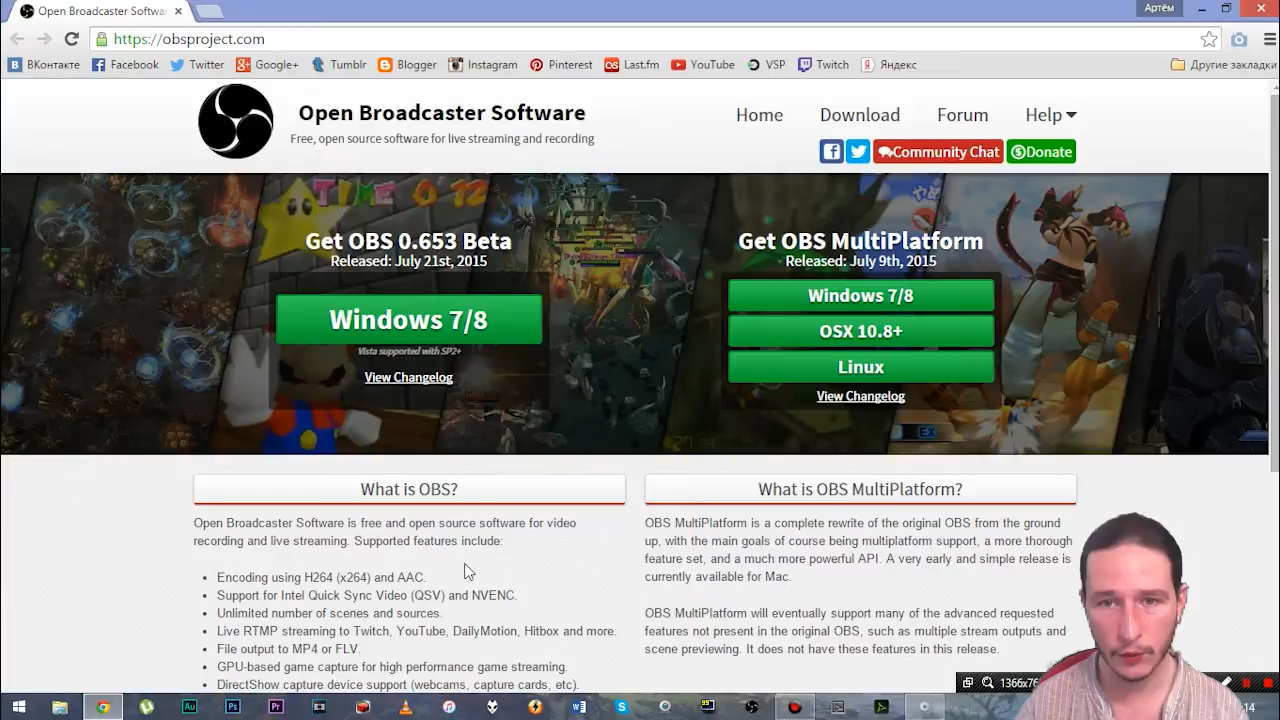 Open Broadcaster Software
Артём
https://obsproject.com
ВКонтакте
Facebook
Twitter
Google+
Tumblr
Blogger
Instagram
Pinterest
Last.fm
YouTube
VSP
Twitch
Яндекс
Другие закладки
Open Broadcaster Software
Free, open source software for live streaming and recording
Home
Download
Forum
Help
Community Chat
Donate
TIME 0 12
Get OBS 0.653 Beta
Released: July 21st, 2015
Windows 7/8
Vista supported with SP2+
View Changelog
Get OBS MultiPlatform
Released: July 9th, 2015
Windows 7/8
OSX 10.8+
Linux
View Changelog
EX
What is OBS?
Open Broadcaster Software is free and open source software for video
recording and live streaming. Supported features include:
Encoding using H264 (x264) and AAC.
Support for Intel Quick Sync Video (QSV) and NVENC.
Unlimited number of scenes and sources.
Live RTMP streaming to Twitch, YouTube, DailyMotion, Hitbox and more.
File output to MP4 or FLV.
GPU-based game capture for high performance game streaming.
DirectShow capture device support (webcams, capture cards, etc).
What is OBS MultiPlatform?
OBS MultiPlatform is a complete rewrite of the original OBS from the ground
up, with the main goals of course being multiplatform support, a more thorough
feature set, and a much more powerful API. A very early and simple release is
currently available for Mac.
OBS MultiPlatform will eventually support many of the advanced requested
features not present in the original OBS, such as multiple stream outputs and
scene previewing. It does not have these features in this release.
1366x76
Au
Ps
Pr
99
14